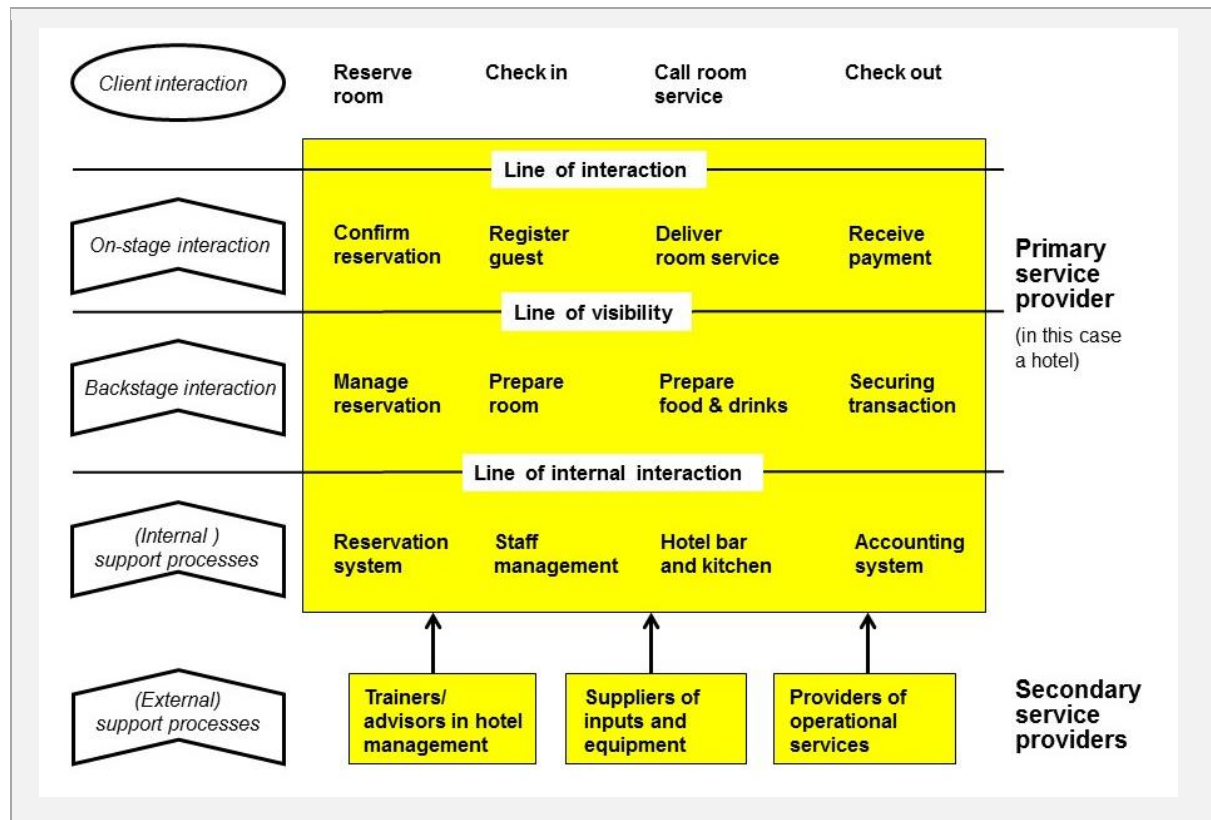 Client interaction
Reserve
room
Check in
Call room
service
Check out
Line of interaction
On-stage interaction
Confirm
reservation
Register
guest
Deliver
room service
Receive
payment
Primary
service
provider
(in this case
a hotel)
Line of visibility
Backstage interaction
Manage
reservation
Prepare
room
Prepare
food & drinks
Securing
transaction
Line of internal interaction
(Internal )
support processes
Reservation
system
Staff
management
Hotel bar
and kitchen
Accounting
system
(External)
support processes
Trainers/
advisors in hotel
management
Suppliers of
inputs and
equipment
Providers of
operational
services
Secondary
service
providers